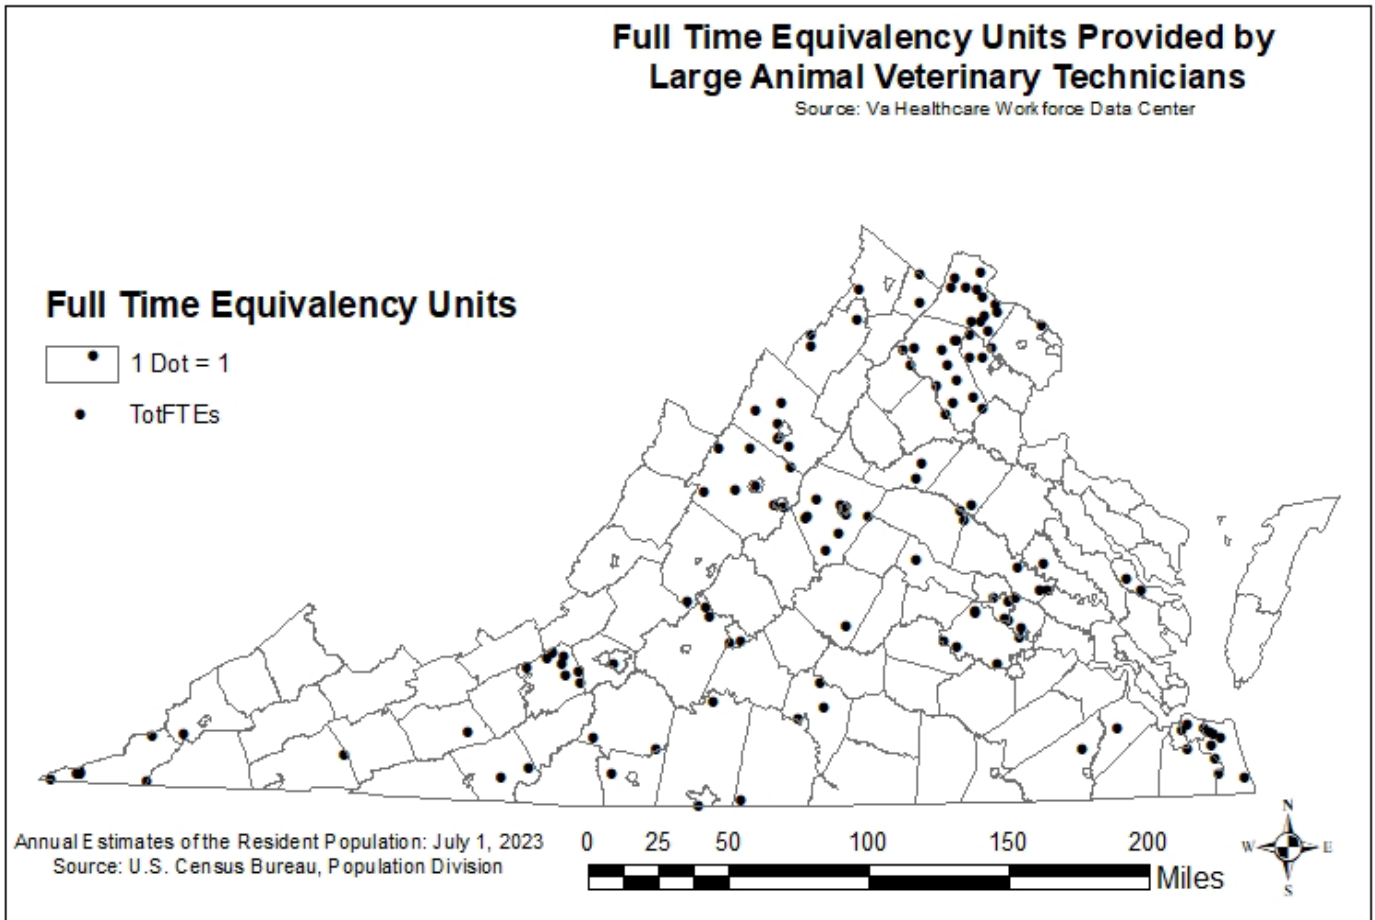 Full Time Equivalency Units Provided by
Large Animal Veterinary Technicians
Source: Va Healthcare Workforce Data Center
Full Time Equivalency Units
1 Dot = 1
TotFTEs
Annual Estimates of the Resident Population: July 1, 2023
Source: U.S. Census Bureau, Population Division
0 25 50 100 150 200
Miles
N
W E
S